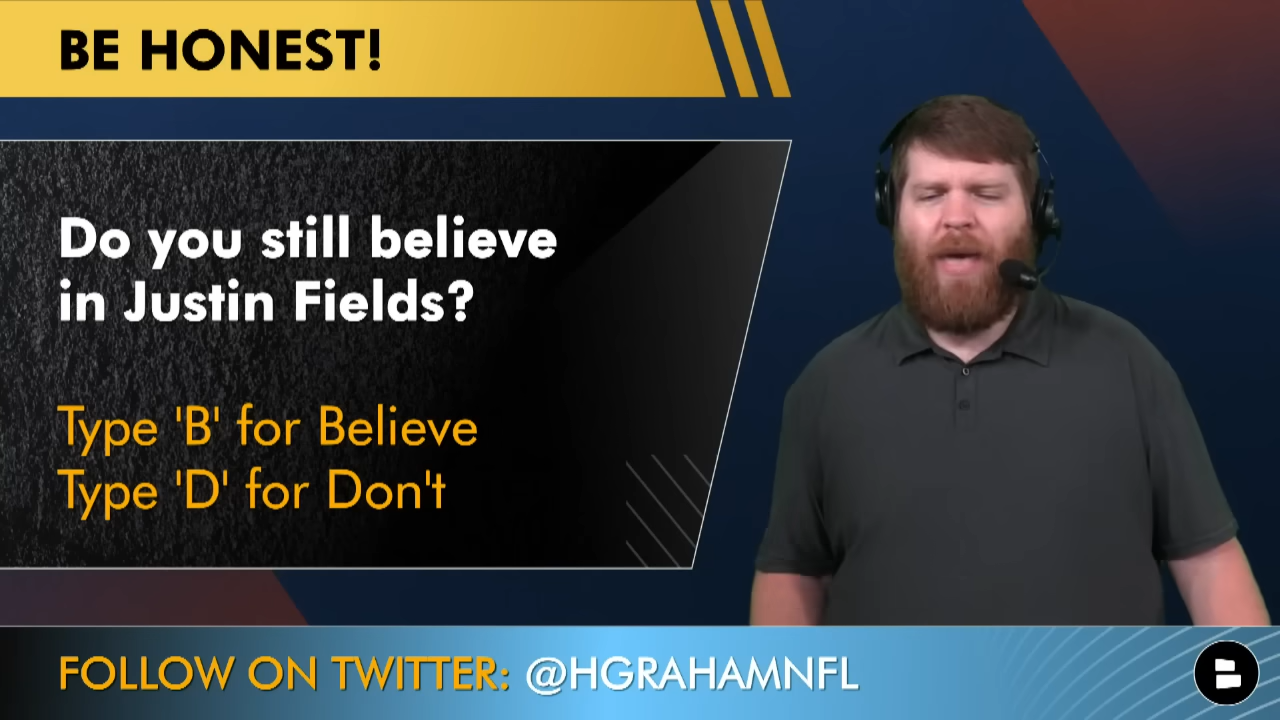 BE HONEST!
Do you still believe
in Justin Fields?
Type 'B' for Believe
Type 'D' for Don't
FOLLOW ON TWITTER: @HGRAHAMNFL